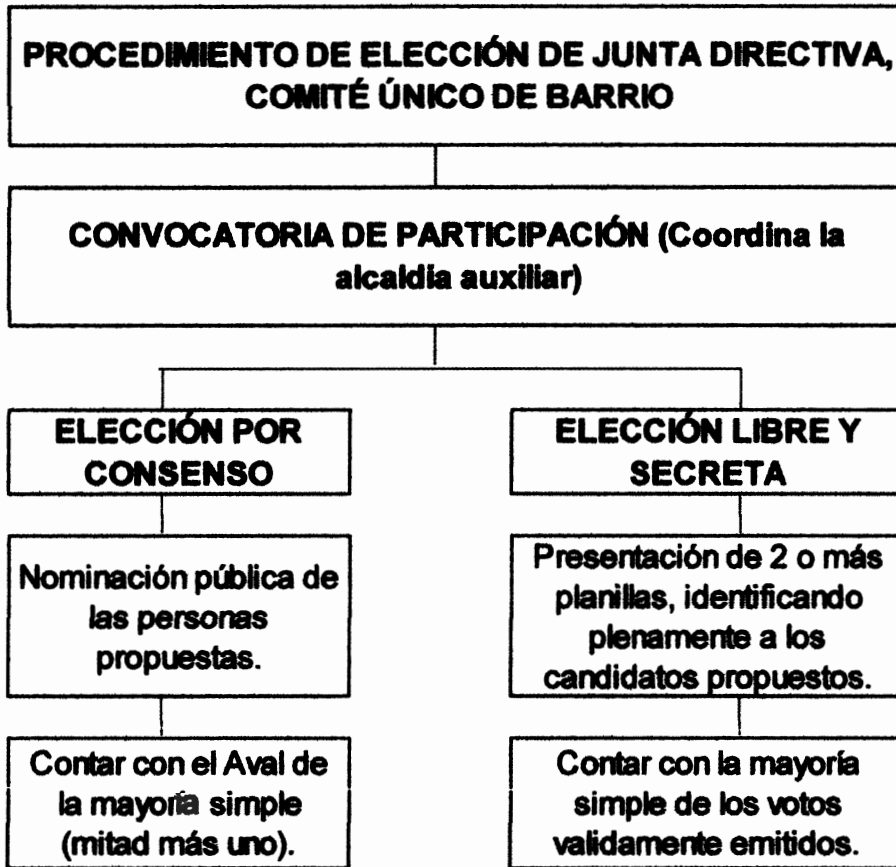 PROCEDIMIENTO DE ELECCIÓN DE JUNTA DIRECTIVA,
COMITÉ ÚNICO DE BARRIO
CONVOCATORIA DE PARTICIPACIÓN (Coordina la
alcaldia auxiliar)
ELECCIÓN POR
CONSENSO
Nominación pública de
las personas
propuestas.
Contar con el Aval de
la mayoría simple
(mitad más uno).
ELECCIÓN LIBRE Y
SECRETA
Presentación de 2 o más
planillas, identificando
plenamente a los
candidatos propuestos.
Contar con la mayoría
simple de los votos
validamente emitidos.